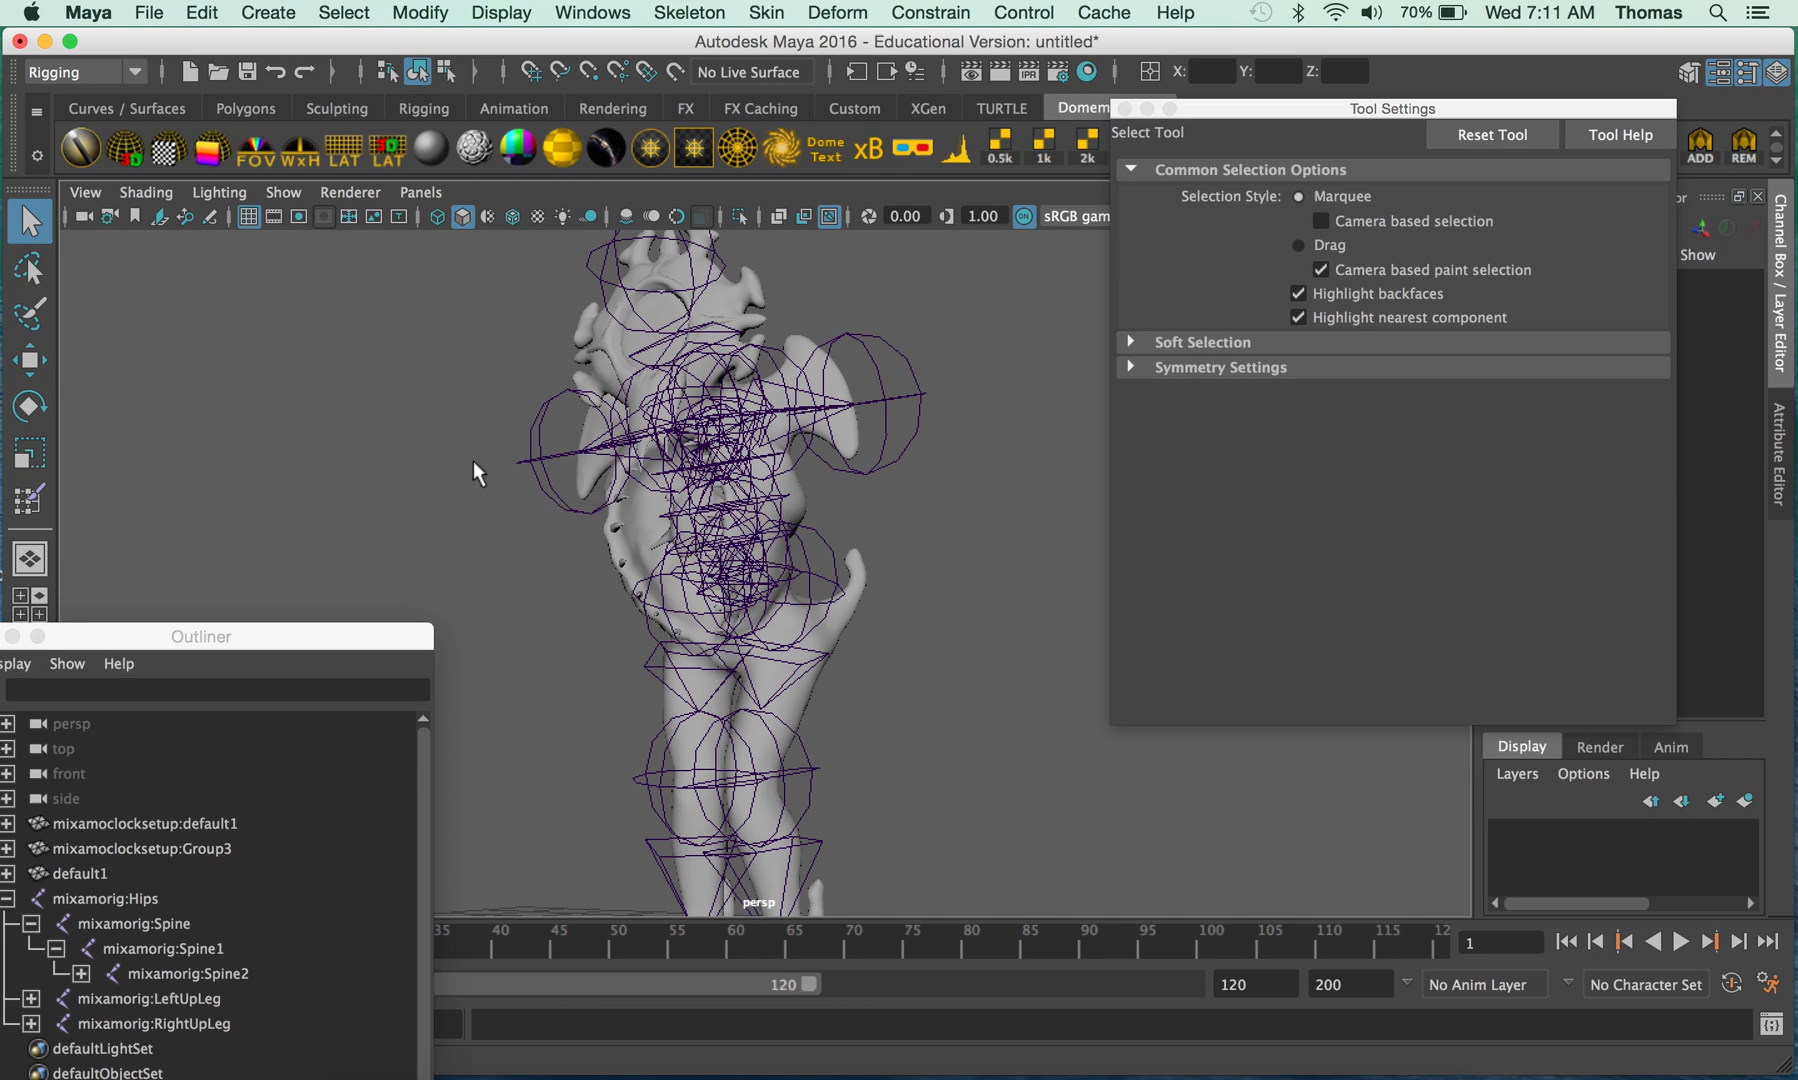 Maya File Edit Create Select Modify Display Windows Skeleton Skin Deform Constrain Control Cache Help 70% Wed 7:11 AM Thomas
Autodesk Maya 2016 - Educational Version: untitled*
Rigging No Live Surface IPR X: Y: Z:
Curves / Surfaces Polygons Sculpting Rigging Animation Rendering FX FX Caching Custom XGen TURTLE Domem
Tool Settings
3D FOV WxH LAT 3D LAT Dome Text xB 0.5k 1k 2k ADD REM
Select Tool Reset Tool Tool Help
Common Selection Options
Selection Style: Marquee
Camera based selection
Drag
Camera based paint selection
Highlight backfaces
Highlight nearest component
Soft Selection
Symmetry Settings
View Shading Lighting Show Renderer Panels
0.00 1.00 ON sRGB gam
or
Show
Channel Box / Layer Editor
Attribute Editor
persp
Outliner
splay Show Help
persp
top
front
side
mixamoclocksetup:default1
mixamoclocksetup:Group3
default1
mixamorig:Hips
mixamorig:Spine
mixamorig:Spine1
mixamorig:Spine2
mixamorig:LeftUpLeg
mixamorig:RightUpLeg
defaultLightSet
defaultObjectSet
Display Render Anim
Layers Options Help
35 40 45 50 55 60 65 70 75 80 85 90 95 100 105 110 115 12 1
120 120 200 No Anim Layer No Character Set